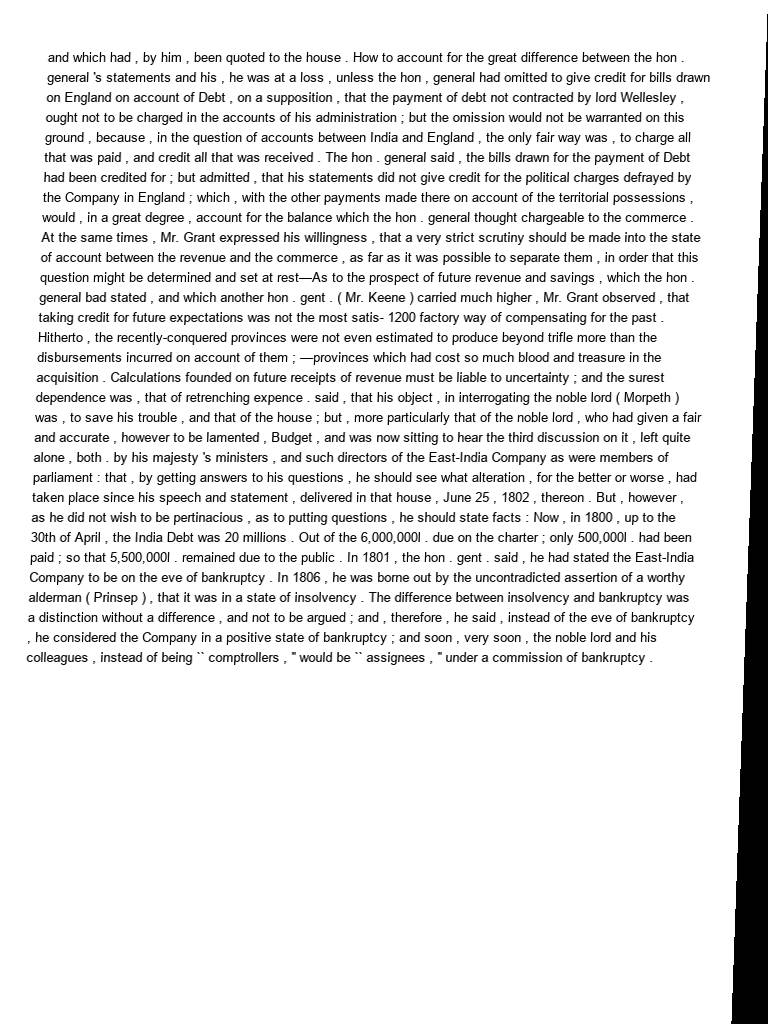 and which had , by him , been quoted to the house . How to account for the great difference between the hon .
general 's statements and his , he was at a loss , unless the hon , general had omitted to give credit for bills drawn
on England on account of Debt , on a supposition , that the payment of debt not contracted by lord Wellesley ,
ought not to be charged in the accounts of his administration ; but the omission would not be warranted on this
ground , because , in the question of accounts between India and England , the only fair way was , to charge all
that was paid , and credit all that was received . The hon . general said , the bills drawn for the payment of Debt
had been credited for ; but admitted , that his statements did not give credit for the political charges defrayed by
the Company in England ; which , with the other payments made there on account of the territorial possessions ,
would , in a great degree , account for the balance which the hon . general thought chargeable to the commerce .
At the same times , Mr. Grant expressed his willingness , that a very strict scrutiny should be made into the state
of account between the revenue and the commerce , as far as it was possible to separate them , in order that this
question might be determined and set at rest—As to the prospect of future revenue and savings , which the hon .
general bad stated , and which another hon . gent . ( Mr. Keene ) carried much higher , Mr. Grant observed , that
taking credit for future expectations was not the most satis- 1200 factory way of compensating for the past .
Hitherto , the recently-conquered provinces were not even estimated to produce beyond trifle more than the
disbursements incurred on account of them ; —provinces which had cost so much blood and treasure in the
acquisition . Calculations founded on future receipts of revenue must be liable to uncertainty ; and the surest
dependence was , that of retrenching expence . said , that his object , in interrogating the noble lord ( Morpeth )
was , to save his trouble , and that of the house ; but , more particularly that of the noble lord , who had given a fair
and accurate , however to be lamented , Budget , and was now sitting to hear the third discussion on it , left quite
alone , both . by his majesty 's ministers , and such directors of the East-India Company as were members of
parliament : that , by getting answers to his questions , he should see what alteration , for the better or worse , had
taken place since his speech and statement , delivered in that house , June 25 , 1802 , thereon . But , however ,
as he did not wish to be pertinacious , as to putting questions , he should state facts : Now , in 1800 , up to the
30th of April , the India Debt was 20 millions . Out of the 6,000,000l . due on the charter ; only 500,000l . had been
paid ; so that 5,500,000l . remained due to the public . In 1801 , the hon . gent . said , he had stated the East-India
Company to be on the eve of bankruptcy . In 1806 , he was borne out by the uncontradicted assertion of a worthy
alderman ( Prinsep ) , that it was in a state of insolvency . The difference between insolvency and bankruptcy was
a distinction without a difference , and not to be argued ; and , therefore , he said , instead of the eve of bankruptcy
, he considered the Company in a positive state of bankruptcy ; and soon , very soon , the noble lord and his
colleagues , instead of being `` comptrollers , '' would be `` assignees , '' under a commission of bankruptcy .